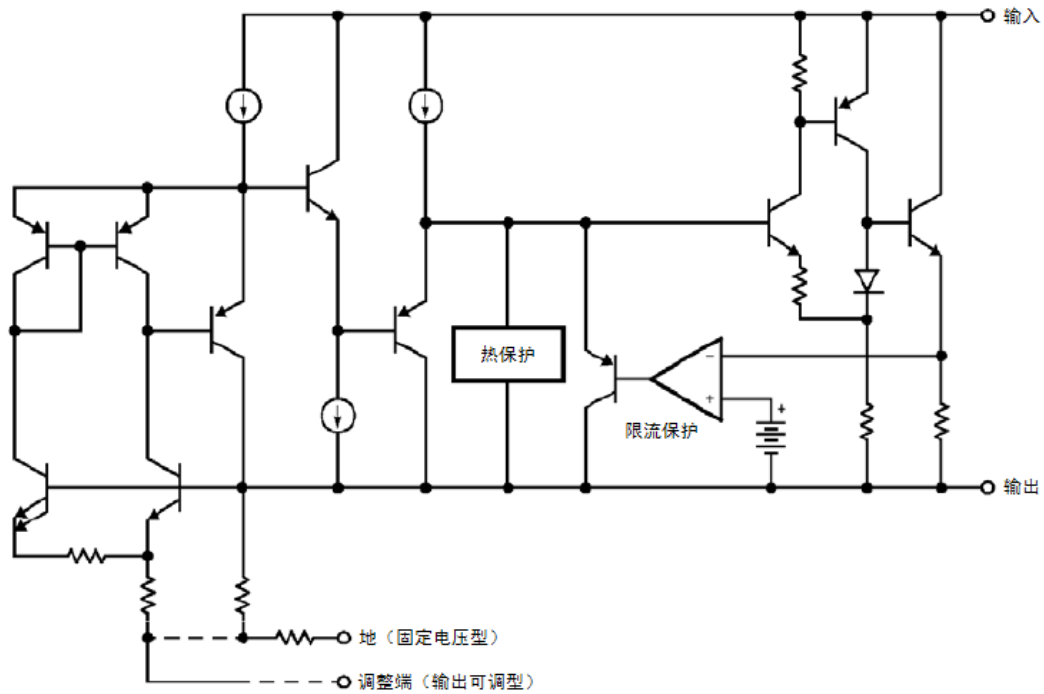 输入
热保护
−
+
+
限流保护
输出
地（固定电压型）
调整端（输出可调型）